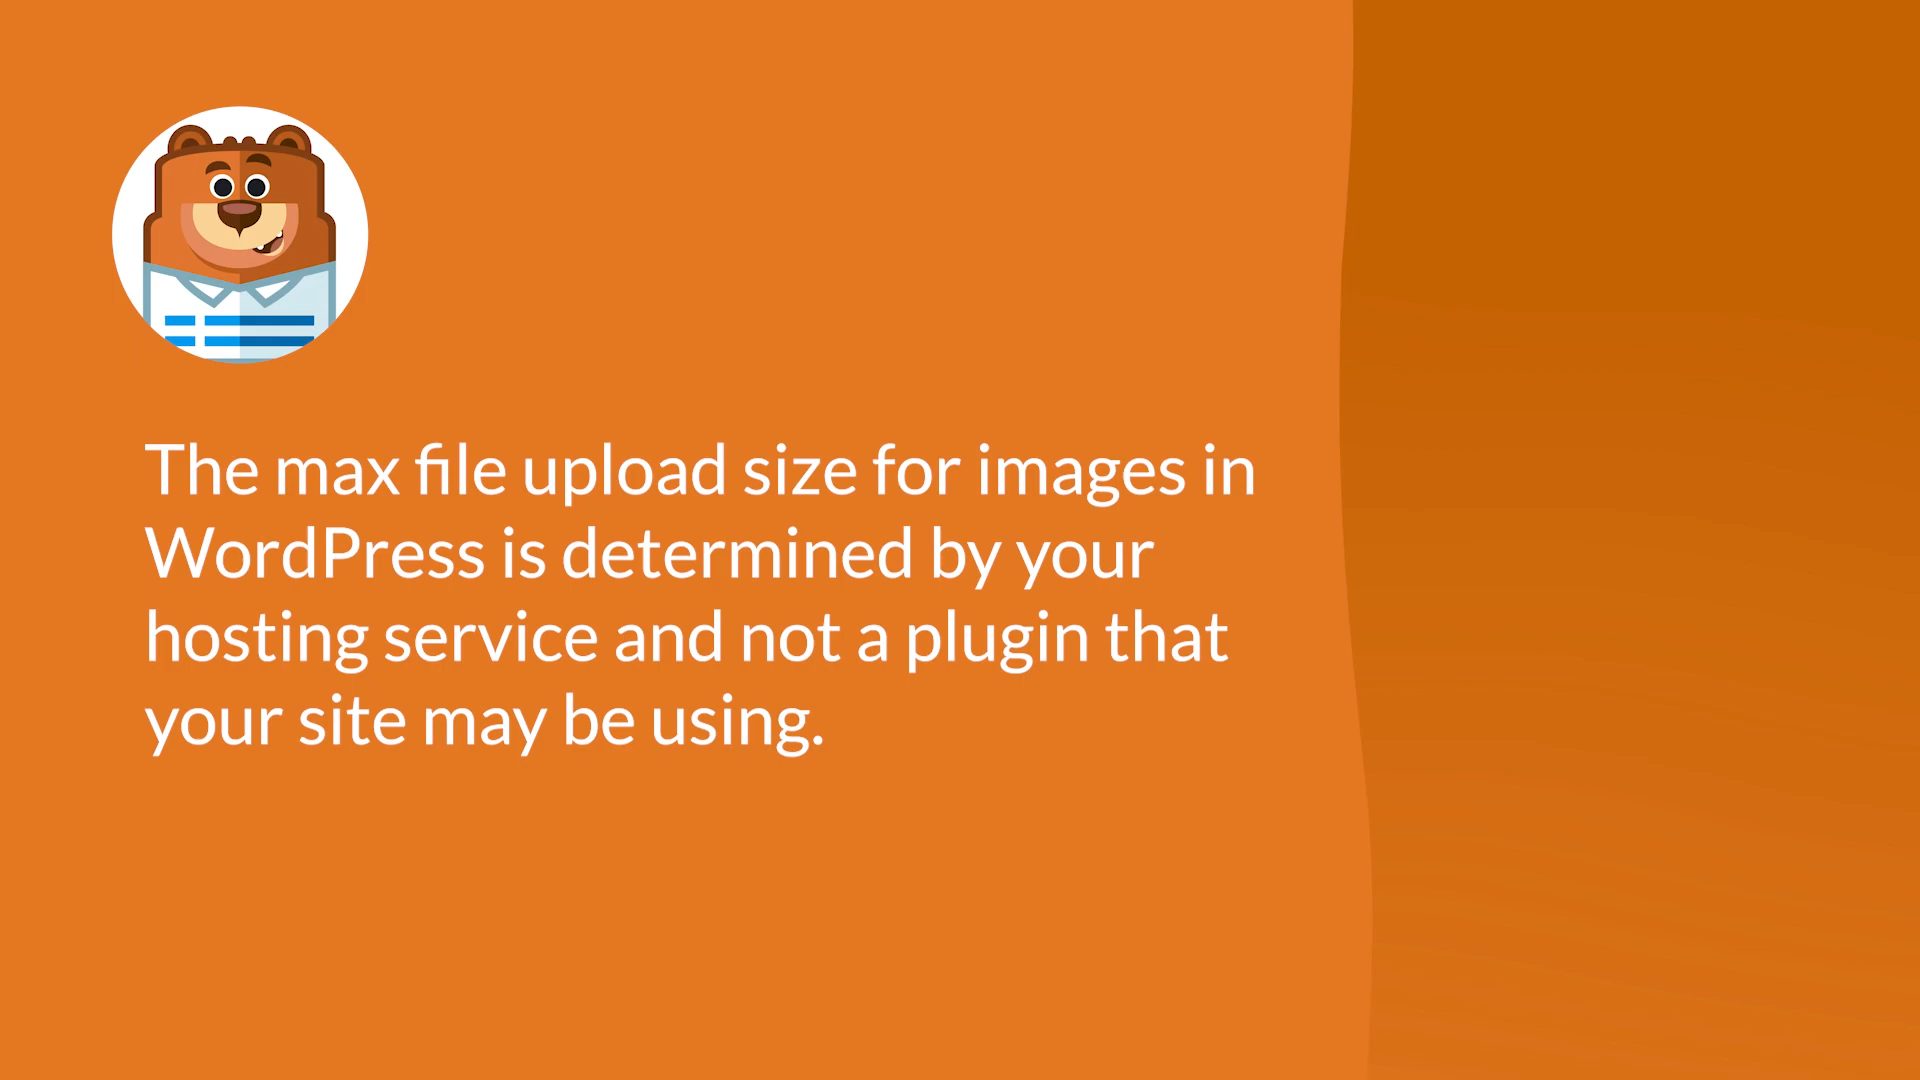 The max file upload size for images in
WordPress is determined by your
hosting service and not a plugin that
your site may be using.